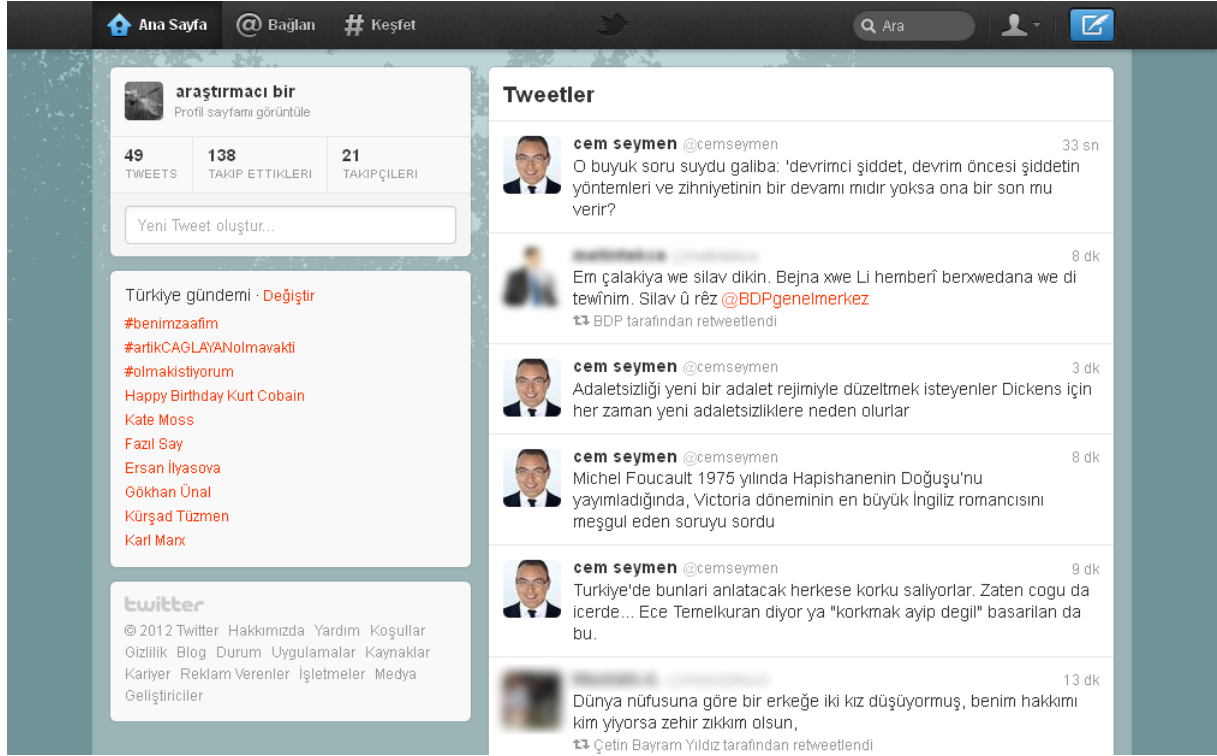 Ana Sayfa @ Bağlan # Keşfet Ara
araştırmacı bir
Profil sayfamı görüntüle
49 138 21
TWEETS TAKIP ETTIKLERI TAKIPÇILERI
Yeni Tweet oluştur...
Türkiye gündemi · Değiştir
#benimzaafim
#artikCAGLAYANolmavakti
#olmakistiyorum
Happy Birthday Kurt Cobain
Kate Moss
Fazıl Say
Ersan İlyasova
Gökhan Ünal
Kürşad Tüzmen
Karl Marx
twitter
© 2012 Twitter Hakkımızda Yardım Koşullar
Gizlilik Blog Durum Uygulamalar Kaynaklar
Kariyer Reklam Verenler İşletmeler Medya
Geliştiriciler
Tweetler
cem seymen @cemseymen 33 sn
O buyuk soru suydu galiba: 'devrimci şiddet, devrim öncesi şiddetin
yöntemleri ve zihniyetinin bir devamı mıdır yoksa ona bir son mu
verir?
8 dk
Em çalakiya we silav dikin. Bejna xwe Li hemberî berxwedana we di
tewînim. Silav û rêz @BDPgenelmerkez
BDP tarafından retweetlendi
cem seymen @cemseymen 3 dk
Adaletsizliği yeni bir adalet rejimiyle düzeltmek isteyenler Dickens için
her zaman yeni adaletsizliklere neden olurlar
cem seymen @cemseymen 8 dk
Michel Foucault 1975 yılında Hapishanenin Doğuşu'nu
yayımladığında, Victoria döneminin en büyük İngiliz romancısını
meşgul eden soruyu sordu
cem seymen @cemseymen 9 dk
Turkiye'de bunlari anlatacak herkese korku saliyorlar. Zaten cogu da
icerde... Ece Temelkuran diyor ya "korkmak ayip degil" basarilan da
bu.
13 dk
Dünya nüfusuna göre bir erkeğe iki kız düşüyormuş, benim hakkımı
kim yiyorsa zehir zıkkım olsun,
Çetin Bayram Yıldız tarafından retweetlendi